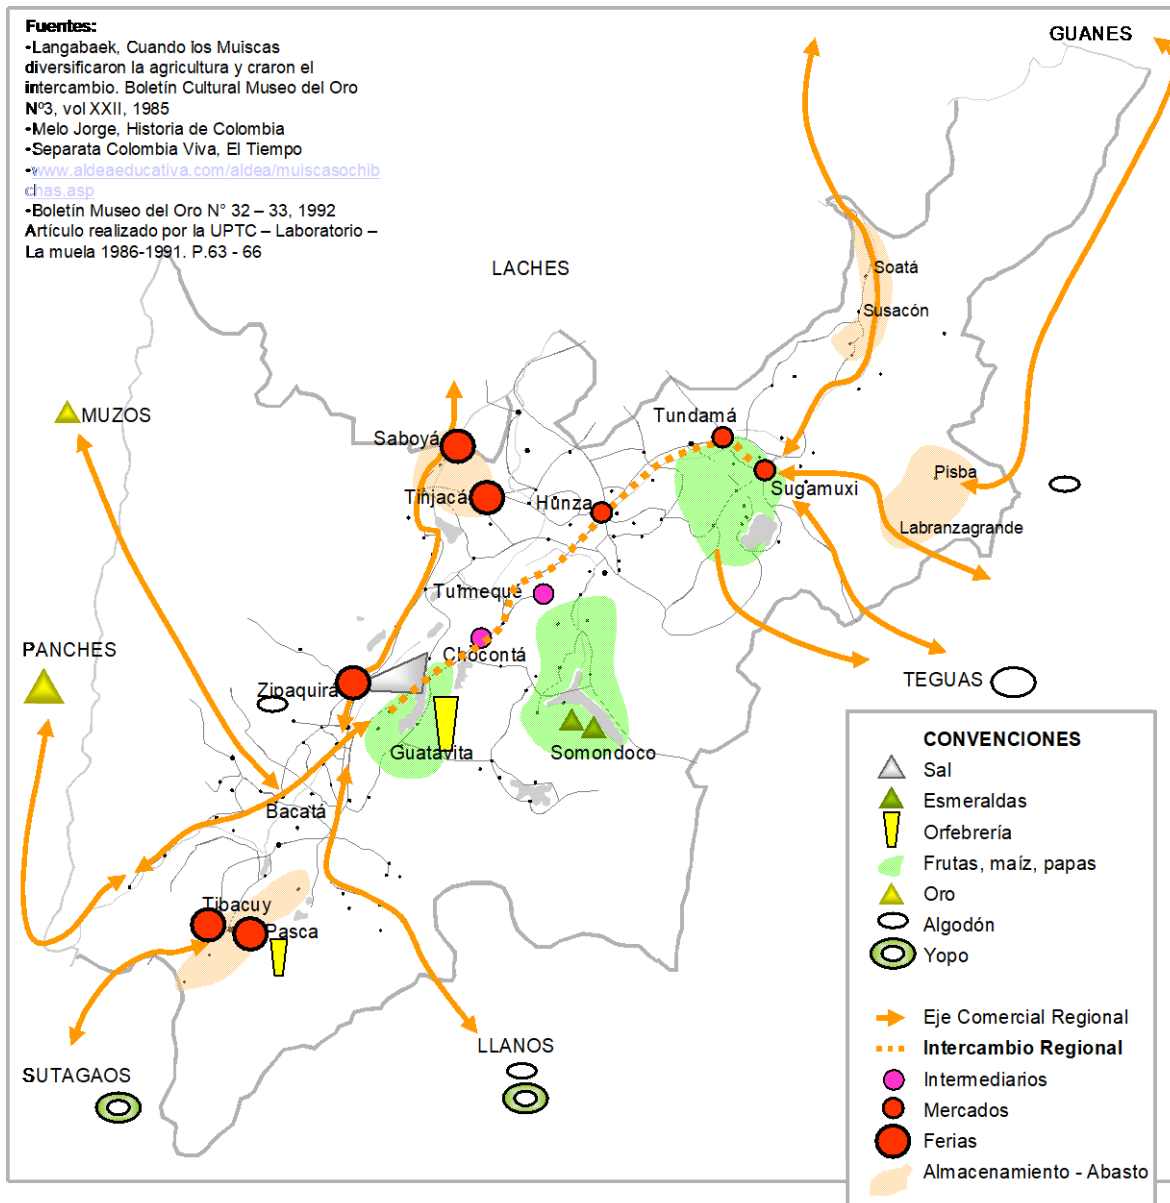 Fuentes:
•Langabaek, Cuando los Muiscas
diversificaron la agricultura y craron el
intercambio. Boletín Cultural Museo del Oro
Nº3, vol XXII, 1985
•Melo Jorge, Historia de Colombia
•Separata Colombia Viva, El Tiempo
•www.aldeaeducativa.com/aldea/muiscasochib
chas.asp
•Boletín Museo del Oro N° 32 – 33, 1992
Artículo realizado por la UPTC – Laboratorio –
La muela 1986-1991. P.63 - 66
GUANES
LACHES
Soatá
Susacón
MUZOS
Tundamá
Saboyá
Pisba
Tinjacá
Hunza
Sugamuxi
Labranzagrande
Tuimeque
PANCHES
Chocontá
Zipaquirá
TEGUAS
Guatavita
Somondoco
Bacatá
Tibacuy
Pasca
LLANOS
SUTAGAOS
CONVENCIONES
Sal
Esmeraldas
Orfebrería
Frutas, maíz, papas
Oro
Algodón
Yopo
Eje Comercial Regional
Intercambio Regional
Intermediarios
Mercados
Ferias
Almacenamiento - Abasto